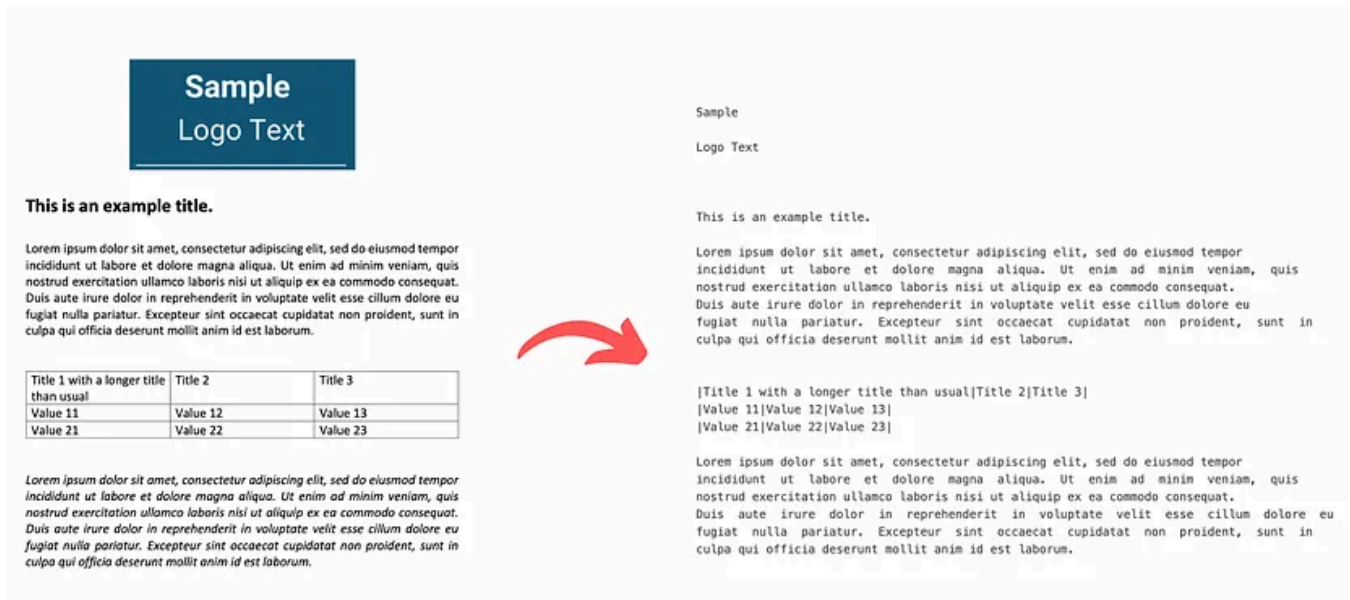 Sample
Logo Text
This is an example title.
Lorem ipsum dolor sit amet, consectetur adipiscing elit, sed do eiusmod tempor
incididunt ut labore et dolore magna aliqua. Ut enim ad minim veniam, quis
nostrud exercitation ullamco laboris nisi ut aliquip ex ea commodo consequat.
Duis aute irure dolor in reprehenderit in voluptate velit esse cillum dolore eu
fugiat nulla pariatur. Excepteur sint occaecat cupidatat non proident, sunt in
culpa qui officia deserunt mollit anim id est laborum.
Title 1 with a longer title Title 2 Title 3
than usual
Value 11 Value 12 Value 13
Value 21 Value 22 Value 23
Lorem ipsum dolor sit amet, consectetur adipiscing elit, sed do eiusmod tempor
incididunt ut labore et dolore magna aliqua. Ut enim ad minim veniam, quis
nostrud exercitation ullamco laboris nisi ut aliquip ex ea commodo consequat.
Duis aute irure dolor in reprehenderit in voluptate velit esse cillum dolore eu
fugiat nulla pariatur. Excepteur sint occaecat cupidatat non proident, sunt in
culpa qui officia deserunt mollit anim id est laborum.
Sample
Logo Text
This is an example title.
Lorem ipsum dolor sit amet, consectetur adipiscing elit, sed do eiusmod tempor
incididunt ut labore et dolore magna aliqua. Ut enim ad minim veniam, quis
nostrud exercitation ullamco laboris nisi ut aliquip ex ea commodo consequat.
Duis aute irure dolor in reprehenderit in voluptate velit esse cillum dolore eu
fugiat nulla pariatur. Excepteur sint occaecat cupidatat non proident, sunt in
culpa qui officia deserunt mollit anim id est laborum.
|Title 1 with a longer title than usual|Title 2|Title 3|
|Value 11|Value 12|Value 13|
|Value 21|Value 22|Value 23|
Lorem ipsum dolor sit amet, consectetur adipiscing elit, sed do eiusmod tempor
incididunt ut labore et dolore magna aliqua. Ut enim ad minim veniam, quis
nostrud exercitation ullamco laboris nisi ut aliquip ex ea commodo consequat.
Duis aute irure dolor in reprehenderit in voluptate velit esse cillum dolore eu
fugiat nulla pariatur. Excepteur sint occaecat cupidatat non proident, sunt in
culpa qui officia deserunt mollit anim id est laborum.